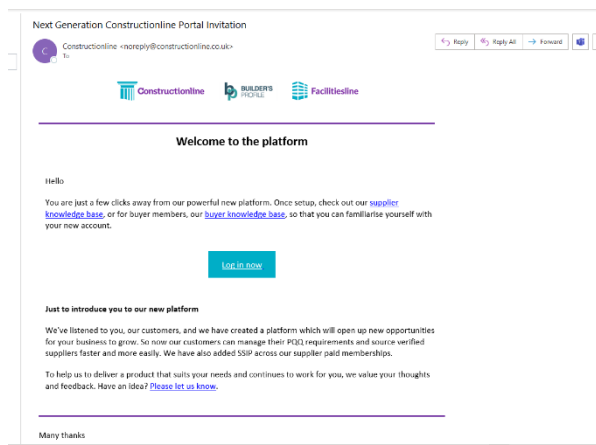 Next Generation Constructionline Portal Invitation
C
Constructionline <noreply@constructionline.co.uk>
To
Reply
Reply All
Forward
Constructionline
bp BUILDER'S
PROFILE
Facilitiesline
Welcome to the platform
Hello
You are just a few clicks away from our powerful new platform. Once setup, check out our supplier
knowledge base, or for buyer members, our buyer knowledge base, so that you can familiarise yourself with
your new account.
Log in now
Just to introduce you to our new platform
We've listened to you, our customers, and we have created a platform which will open up new opportunities
for your business to grow. So now our customers can manage their PQQ requirements and source verified
suppliers faster and more easily. We have also added SSIP across our supplier paid memberships.
To help us to deliver a product that suits your needs and continues to work for you, we value your thoughts
and feedback. Have an idea? Please let us know.
Many thanks